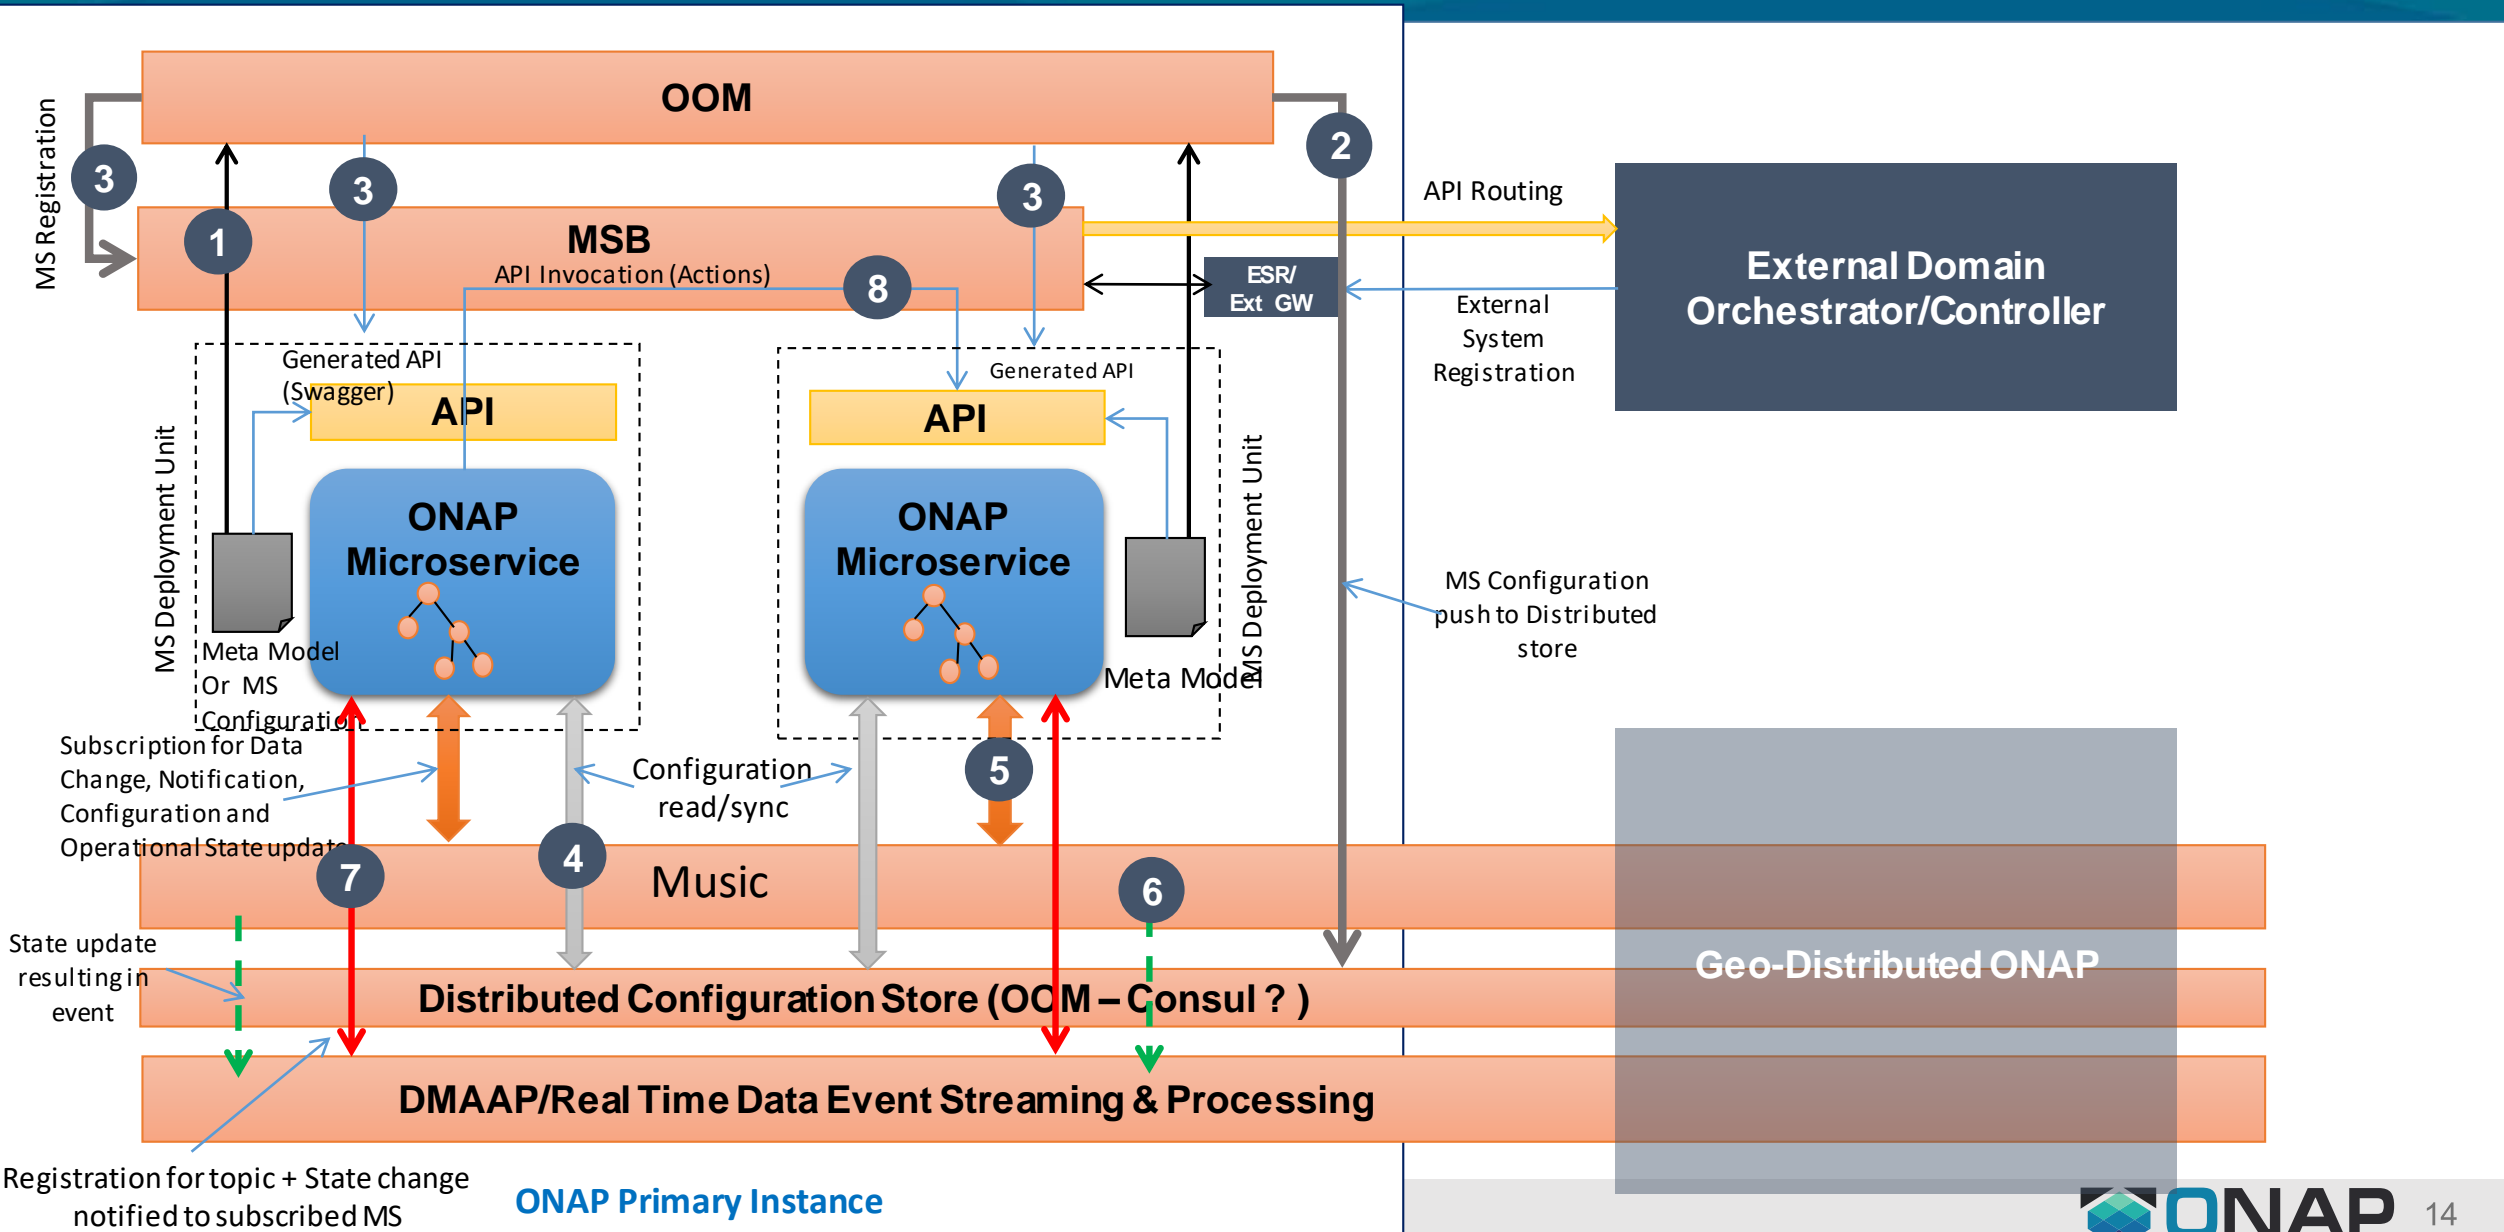 OOM
MS Registration
3
3
3
2
1
MSB
API Invocation (Actions)
8
API Routing
ESR/
Ext GW
External Domain
Orchestrator/Controller
External
System
Registration
Generated API
(Swagger)
API
Generated API
API
MS Deployment Unit
ONAP
Microservice
ONAP
Microservice
MS Deployment Unit
Meta Model
Or MS
Configuration
Meta Model
MS Configuration
push to Distributed
store
Subscription for Data
Change, Notification,
Configuration and
Operational State update
Configuration
read/sync
5
4
7
6
Music
State update
resulting in
event
Geo-Distributed ONAP
Distributed Configuration Store (OOM – Consul ? )
DMAAP/Real Time Data Event Streaming & Processing
Registration for topic + State change
notified to subscribed MS
ONAP Primary Instance
ONAP
14